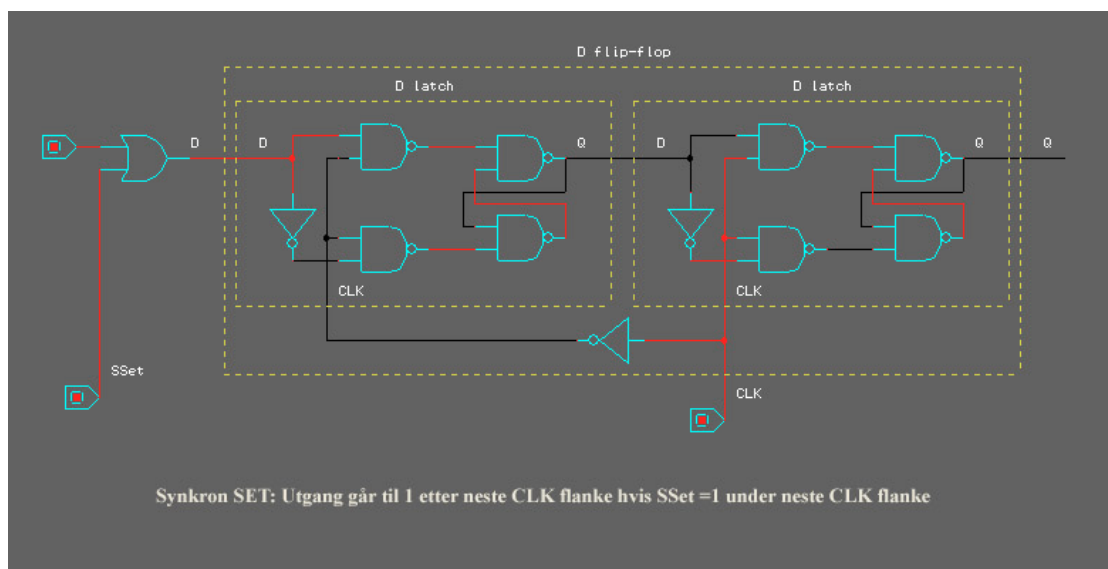 D flip-flop
D latch
D latch
D
D
Q
D
Q
Q
CLK
CLK
SSet
CLK
Synkron SET: Utgang går til 1 etter neste CLK flanke hvis SSet =1 under neste CLK flanke